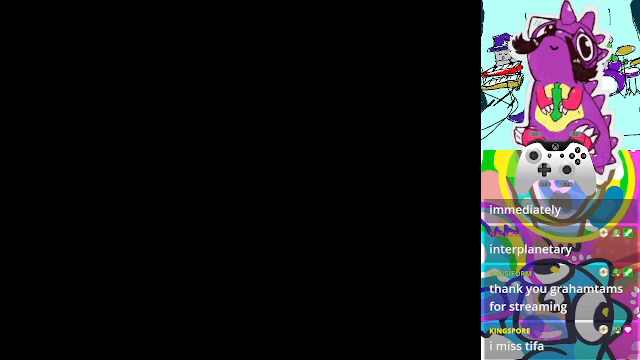 immediately
interplanetary
thank you grahamtams
for streaming
KINGSPORE
i miss tifa